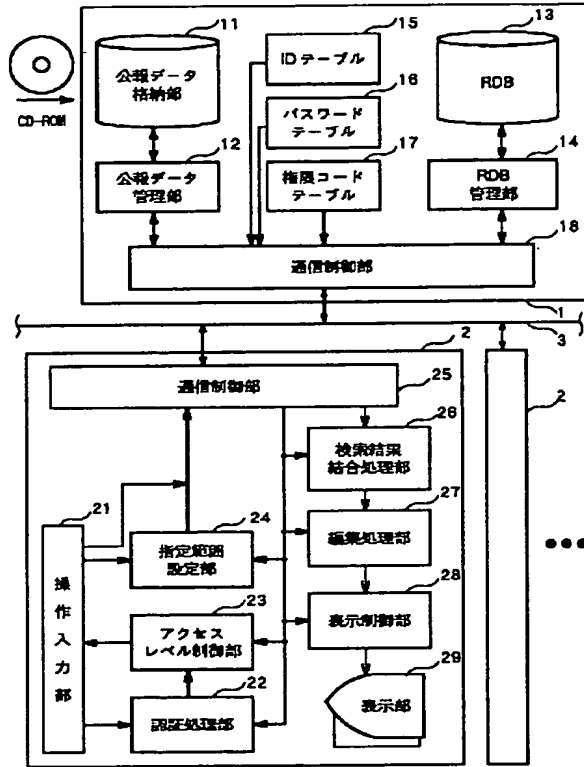 11
15
13
公報データ
格納部
IDテーブル
RDB
CD-ROM
16
パスワード
テーブル
12
17
14
公報データ
管理部
権限コード
テーブル
RDB
管理部
18
通信制御部
1
3
2
2
通信制御部
25
26
検索結果
結合処理部
21
24
27
指定範囲
設定部
編集処理部
操作入力部
23
28
アクセス
レベル制御部
表示制御部
22
29
認証処理部
表示部